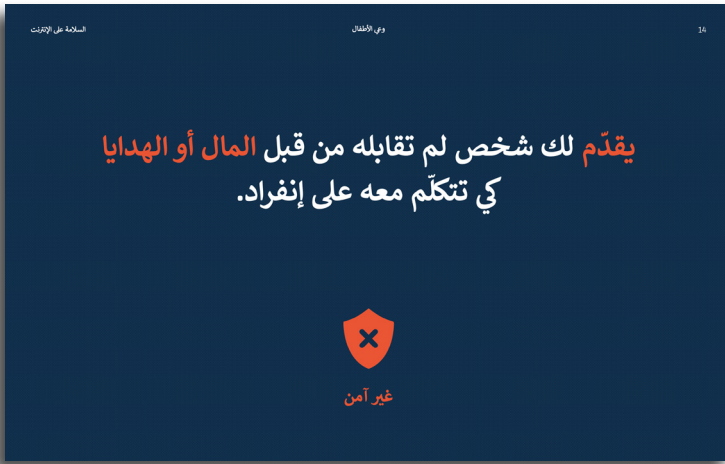 السلامة على الإنترنت
وعي الأطفال
14
يقدّم لك شخص لم تقابله من قبل المال أو الهدايا
كي تتكلّم معه على إنفراد.
غير آمن